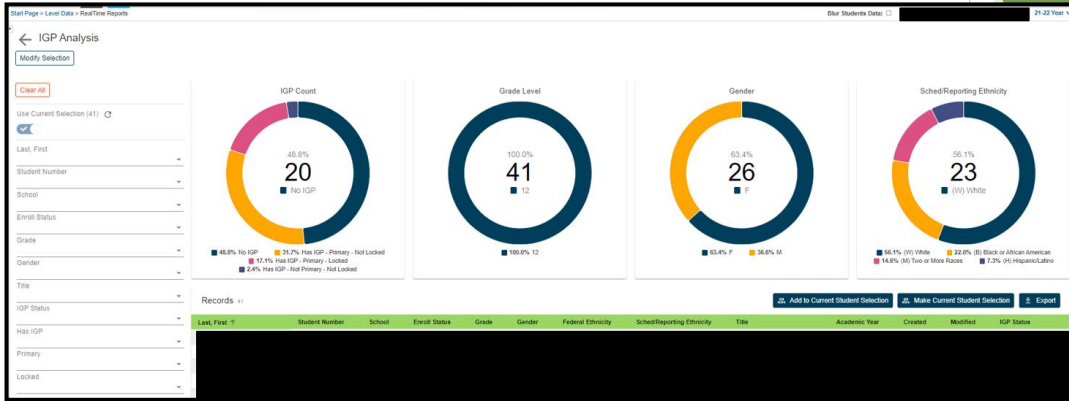 Start Page > Level Data > RealTime Reports
Blur Students Data:
21-22 Year
← IGP Analysis
Modify Selection
Clear All
Use Current Selection (41)
Last, First
Student Number
School
Enroll Status
Grade
Gender
Title
IGP Status
Has IGP
Primary
Locked
IGP Count
48.8%
20
No IGP
48.8% No IGP 31.7% Has IGP - Primary - Not Locked
17.1% Has IGP - Primary - Locked
2.4% Has IGP - Not Primary - Not Locked
Grade Level
100.0%
41
12
100.0% 12
Gender
63.4%
26
F
63.4% F 36.6% M
Sched/Reporting Ethnicity
56.1%
23
(W) White
56.1% (W) White 22.0% (B) Black or African American
14.6% (M) Two or More Races 7.3% (H) Hispanic/Latino
Records 41
Add to Current Student Selection Make Current Student Selection Export
Last, First ↑ Student Number School Enroll Status Grade Gender Federal Ethnicity Sched/Reporting Ethnicity Title Academic Year Created Modified IGP Status